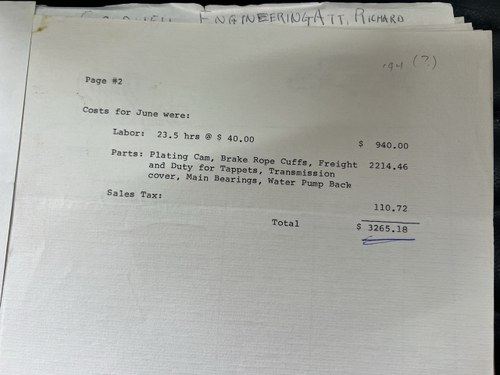 ENGINEERING ATT. RICHARD
'94 (?)
Page #2
Costs for June were:
Labor: 23.5 hrs @ $ 40.00 $ 940.00
Parts: Plating Cam, Brake Rope Cuffs, Freight 2214.46
and Duty for Tappets, Transmission
cover, Main Bearings, Water Pump Back
Sales Tax: 110.72
Total $ 3265.18